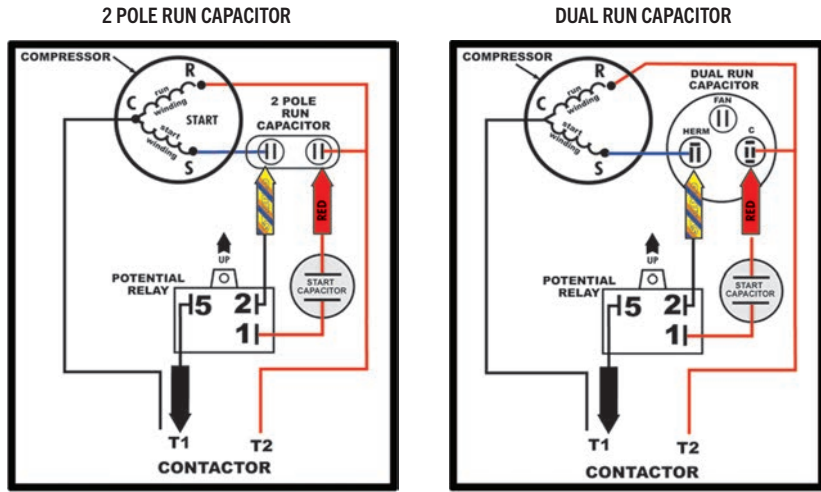 2 POLE RUN CAPACITOR
COMPRESSOR
R
run
winding
C
START
start
winding
S
2 POLE
RUN
CAPACITOR
RED
UP
POTENTIAL
RELAY
START
CAPACITOR
5
2
1
T1
T2
CONTACTOR
DUAL RUN CAPACITOR
COMPRESSOR
R
run
winding
C
start
winding
S
DUAL RUN
CAPACITOR
FAN
HERM
C
RED
UP
POTENTIAL
RELAY
START
CAPACITOR
5
2
1
T1
T2
CONTACTOR